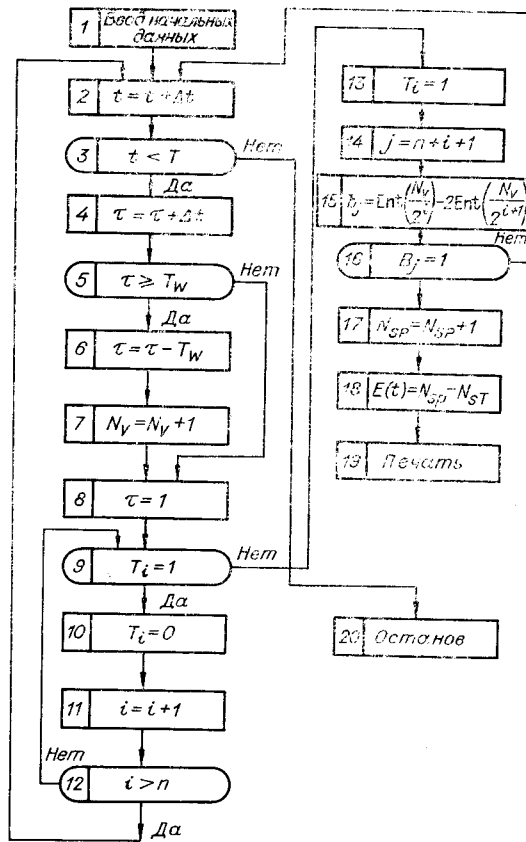 1 Ввод начальных
данных
2 t = i + Δt
3 t < T
Нет
Да
4 τ = τ + Δt
5 τ ⩾ T_W
Нет
Да
6 τ = τ - T_W
7 N_V = N_V + 1
8 τ = 1
9 T_i = 1
Нет
Да
10 T_i = 0
11 i = i + 1
Нет
12 i > n
Да
13 T_i = 1
14 j = n + i + 1
15 B_j = Ent(N_V/2^i) - 2Ent(N_V/2^{i+1})
Нет
16 B_j = 1
17 N_SP = N_SP + 1
18 E(t) = N_SP - N_ST
19 Печать
20 Останов